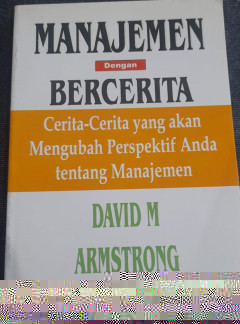 MANAJEMEN
Dengan
BERCERITA
Cerita-Cerita yang akan
Mengubah Perspektif Anda
tentang Manajemen
DAVID M
ARMSTRONG